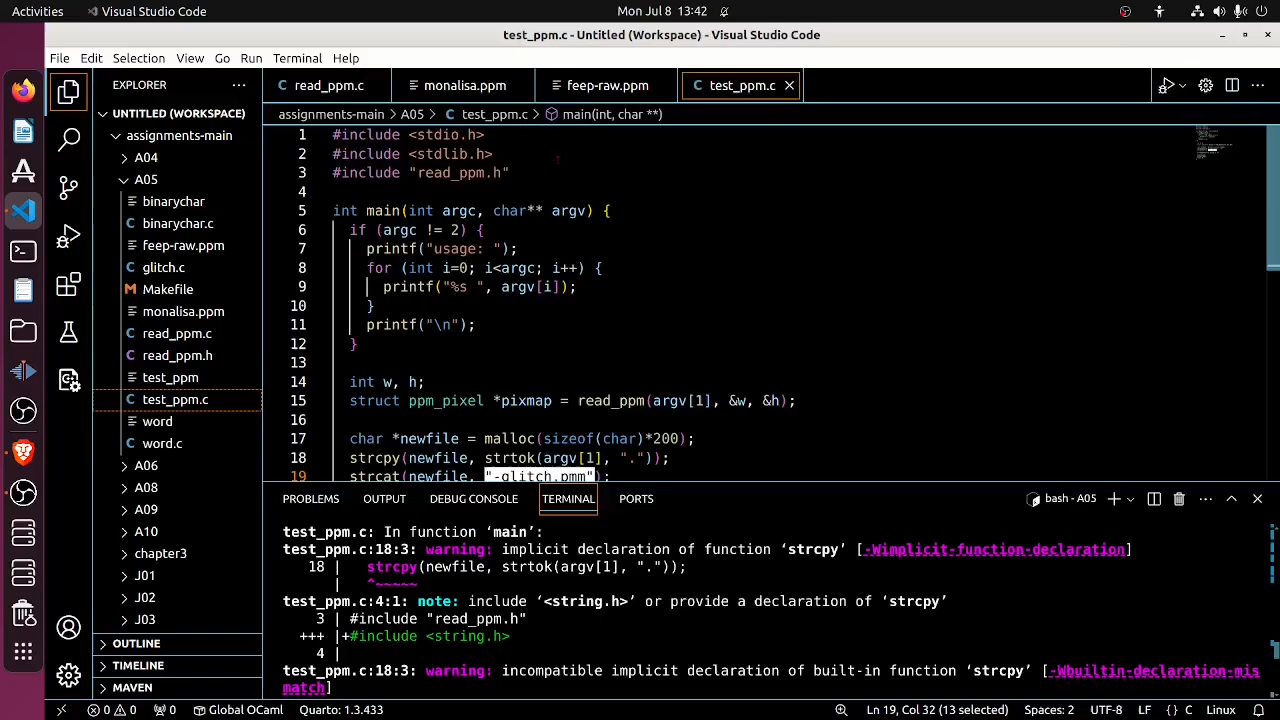 Activities
Visual Studio Code
Mon Jul 8 13:42
test_ppm.c - Untitled (Workspace) - Visual Studio Code
File Edit Selection View Go Run Terminal Help
EXPLORER
UNTITLED (WORKSPACE)
assignments-main
A04
A05
binarychar
binarychar.c
feep-raw.ppm
glitch.c
Makefile
monalisa.ppm
read_ppm.c
read_ppm.h
test_ppm
test_ppm.c
word
word.c
A06
A08
A09
A10
chapter3
J01
J02
J03
OUTLINE
TIMELINE
MAVEN
read_ppm.c monalisa.ppm feep-raw.ppm test_ppm.c
assignments-main > A05 > test_ppm.c > main(int, char **)
1 #include <stdio.h>
2 #include <stdlib.h>
3 #include "read_ppm.h"
4
5 int main(int argc, char** argv) {
6 if (argc != 2) {
7 printf("usage: ");
8 for (int i=0; i<argc; i++) {
9 printf("%s ", argv[i]);
10 }
11 printf("\n");
12 }
13
14 int w, h;
15 struct ppm_pixel *pixmap = read_ppm(argv[1], &w, &h);
16
17 char *newfile = malloc(sizeof(char)*200);
18 strcpy(newfile, strtok(argv[1], "."));
19 strcat(newfile, "-glitch.pmm");
PROBLEMS OUTPUT DEBUG CONSOLE TERMINAL PORTS
bash - A05
test_ppm.c: In function ‘main’:
test_ppm.c:18:3: warning: implicit declaration of function ‘strcpy’ [-Wimplicit-function-declaration]
18 | strcpy(newfile, strtok(argv[1], "."));
| ^~~~~~
test_ppm.c:4:1: note: include ‘<string.h>’ or provide a declaration of ‘strcpy’
3 | #include "read_ppm.h"
+++ |+#include <string.h>
4 |
test_ppm.c:18:3: warning: incompatible implicit declaration of built-in function ‘strcpy’ [-Wbuiltin-declaration-mis
match]
0 0 0 Global OCaml Quarto: 1.3.433 Ln 19, Col 32 (13 selected) Spaces: 2 UTF-8 LF {} C Linux